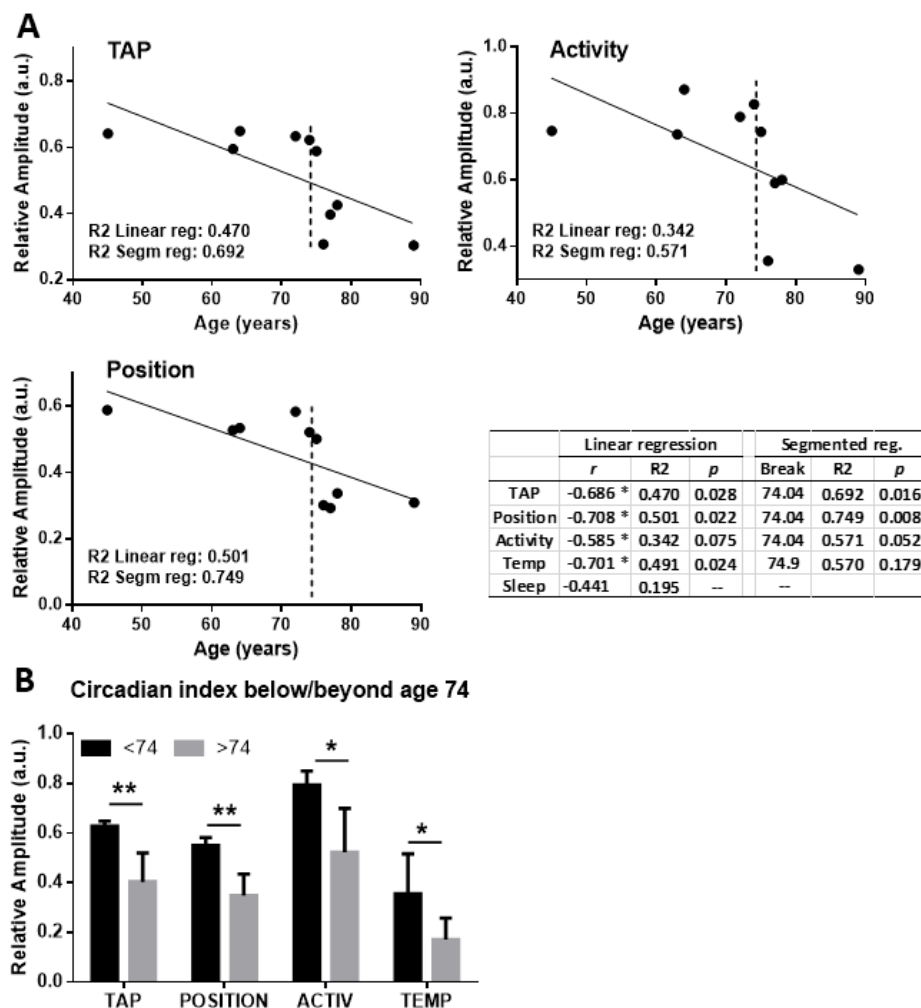 A
TAP
Relative Amplitude (a.u.)
0.8
0.6
0.4
0.2
R2 Linear reg: 0.470
R2 Segm reg: 0.692
40 50 60 70 80 90
Age (years)
Activity
Relative Amplitude (a.u.)
1.0
0.8
0.6
0.4
R2 Linear reg: 0.342
R2 Segm reg: 0.571
40 50 60 70 80 90
Age (years)
Position
Relative Amplitude (a.u.)
0.6
0.4
0.2
0.0
R2 Linear reg: 0.501
R2 Segm reg: 0.749
40 50 60 70 80 90
Age (years)
Linear regression Segmented reg.
r R2 p Break R2 p
TAP -0.686 * 0.470 0.028 74.04 0.692 0.016
Position -0.708 * 0.501 0.022 74.04 0.749 0.008
Activity -0.585 * 0.342 0.075 74.04 0.571 0.052
Temp -0.701 * 0.491 0.024 74.9 0.570 0.179
Sleep -0.441 0.195 -- --
B
Circadian index below/beyond age 74
Relative Amplitude (a.u.)
1.0
0.8
0.6
0.4
0.2
0.0
<74 >74
** ** * *
TAP POSITION ACTIV TEMP